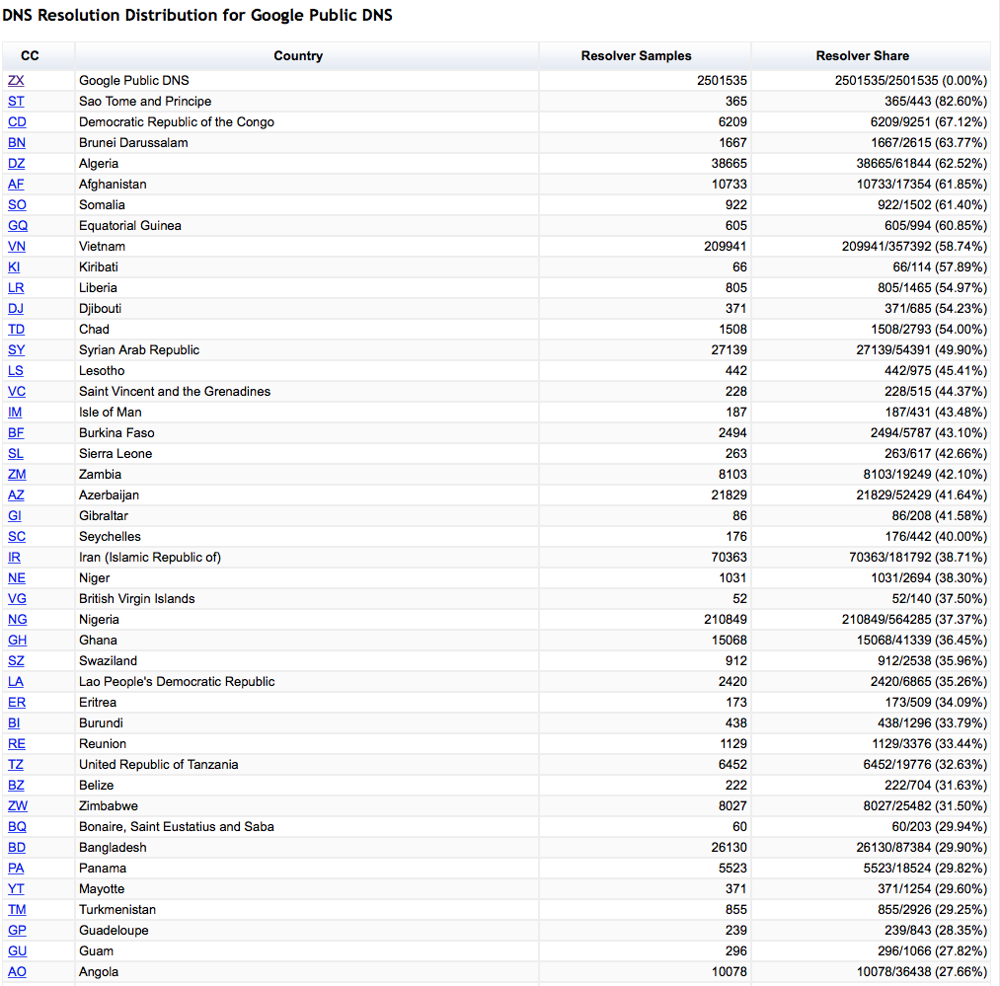 DNS Resolution Distribution for Google Public DNS
CC Country Resolver Samples Resolver Share
ZX Google Public DNS 2501535 2501535/2501535 (0.00%)
ST Sao Tome and Principe 365 365/443 (82.60%)
CD Democratic Republic of the Congo 6209 6209/9251 (67.12%)
BN Brunei Darussalam 1667 1667/2615 (63.77%)
DZ Algeria 38665 38665/61844 (62.52%)
AF Afghanistan 10733 10733/17354 (61.85%)
SO Somalia 922 922/1502 (61.40%)
GQ Equatorial Guinea 605 605/994 (60.85%)
VN Vietnam 209941 209941/357392 (58.74%)
KI Kiribati 66 66/114 (57.89%)
LR Liberia 805 805/1465 (54.97%)
DJ Djibouti 371 371/685 (54.23%)
TD Chad 1508 1508/2793 (54.00%)
SY Syrian Arab Republic 27139 27139/54391 (49.90%)
LS Lesotho 442 442/975 (45.41%)
VC Saint Vincent and the Grenadines 228 228/515 (44.37%)
IM Isle of Man 187 187/431 (43.48%)
BF Burkina Faso 2494 2494/5787 (43.10%)
SL Sierra Leone 263 263/617 (42.66%)
ZM Zambia 8103 8103/19249 (42.10%)
AZ Azerbaijan 21829 21829/52429 (41.64%)
GI Gibraltar 86 86/208 (41.58%)
SC Seychelles 176 176/442 (40.00%)
IR Iran (Islamic Republic of) 70363 70363/181792 (38.71%)
NE Niger 1031 1031/2694 (38.30%)
VG British Virgin Islands 52 52/140 (37.50%)
NG Nigeria 210849 210849/564285 (37.37%)
GH Ghana 15068 15068/41339 (36.45%)
SZ Swaziland 912 912/2538 (35.96%)
LA Lao People's Democratic Republic 2420 2420/6865 (35.26%)
ER Eritrea 173 173/509 (34.09%)
BI Burundi 438 438/1296 (33.79%)
RE Reunion 1129 1129/3376 (33.44%)
TZ United Republic of Tanzania 6452 6452/19776 (32.63%)
BZ Belize 222 222/704 (31.63%)
ZW Zimbabwe 8027 8027/25482 (31.50%)
BQ Bonaire, Saint Eustatius and Saba 60 60/203 (29.94%)
BD Bangladesh 26130 26130/87384 (29.90%)
PA Panama 5523 5523/18524 (29.82%)
YT Mayotte 371 371/1254 (29.60%)
TM Turkmenistan 855 855/2926 (29.25%)
GP Guadeloupe 239 239/843 (28.35%)
GU Guam 296 296/1066 (27.82%)
AO Angola 10078 10078/36438 (27.66%)